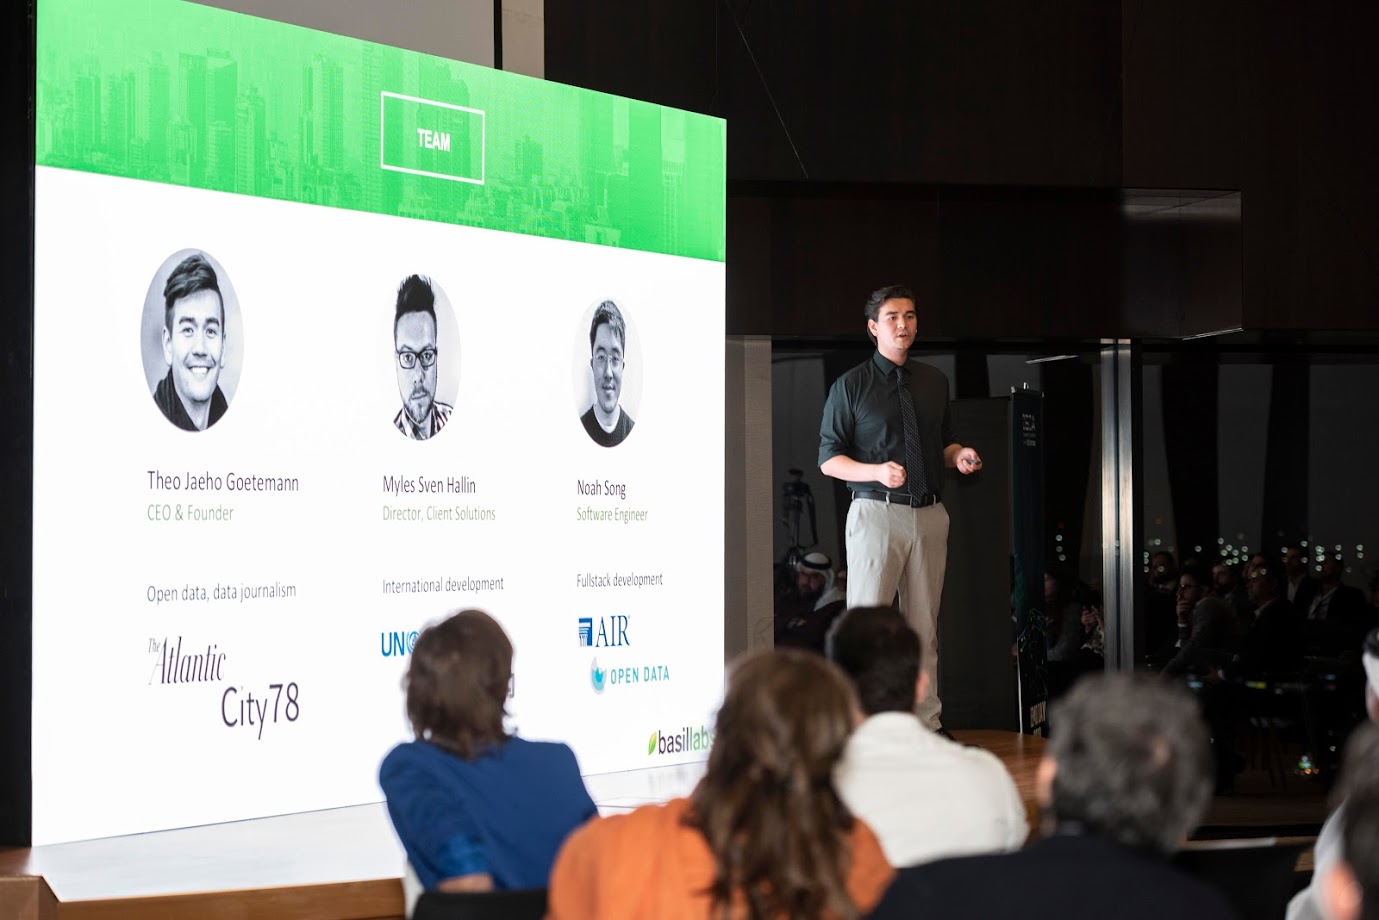 TEAM
Theo Jaeho Goetemann
CEO & Founder
Open data, data journalism
The Atlantic
City78
Myles Sven Hallin
Director, Client Solutions
International development
UN
Noah Song
Software Engineer
Fullstack development
AIR
OPEN DATA
basillabs